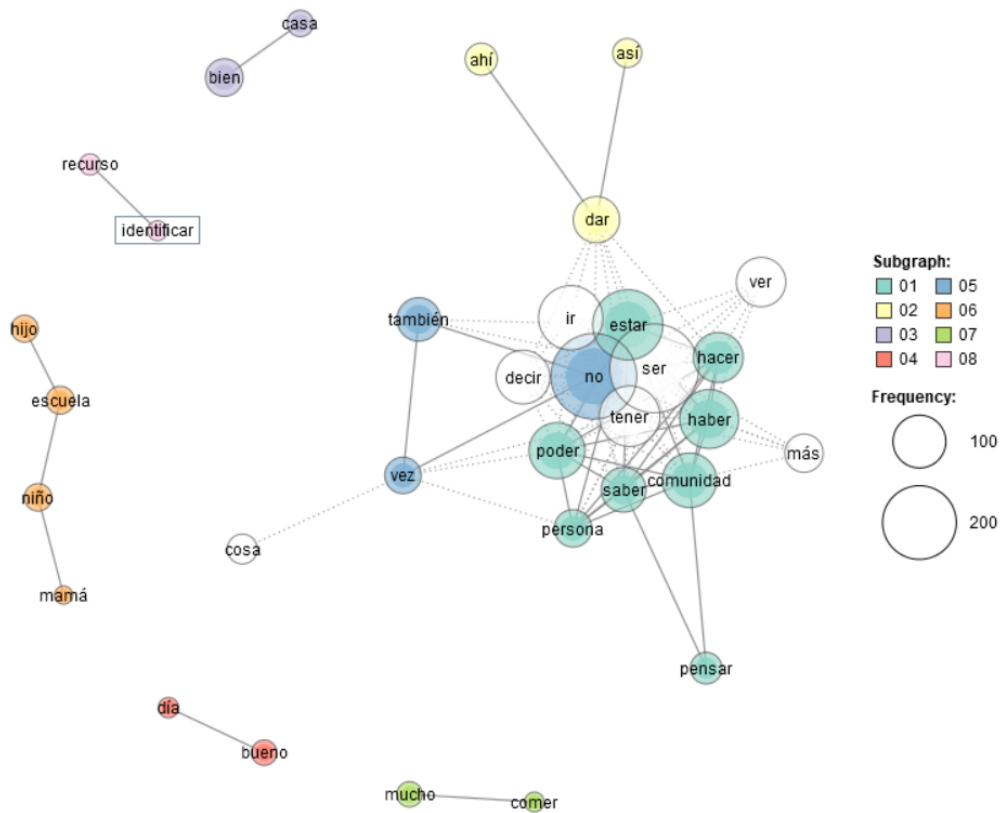 casa
bien
ahí
así
recurso
identificar
dar
ver
hijo
también
ir
estar
hacer
ser
no
decir
escuela
tener
haber
más
poder
vez
saber
comunidad
niño
persona
cosa
mamá
pensar
día
bueno
mucho
comer
Subgraph:
01 05
02 06
03 07
04 08
Frequency:
100
200